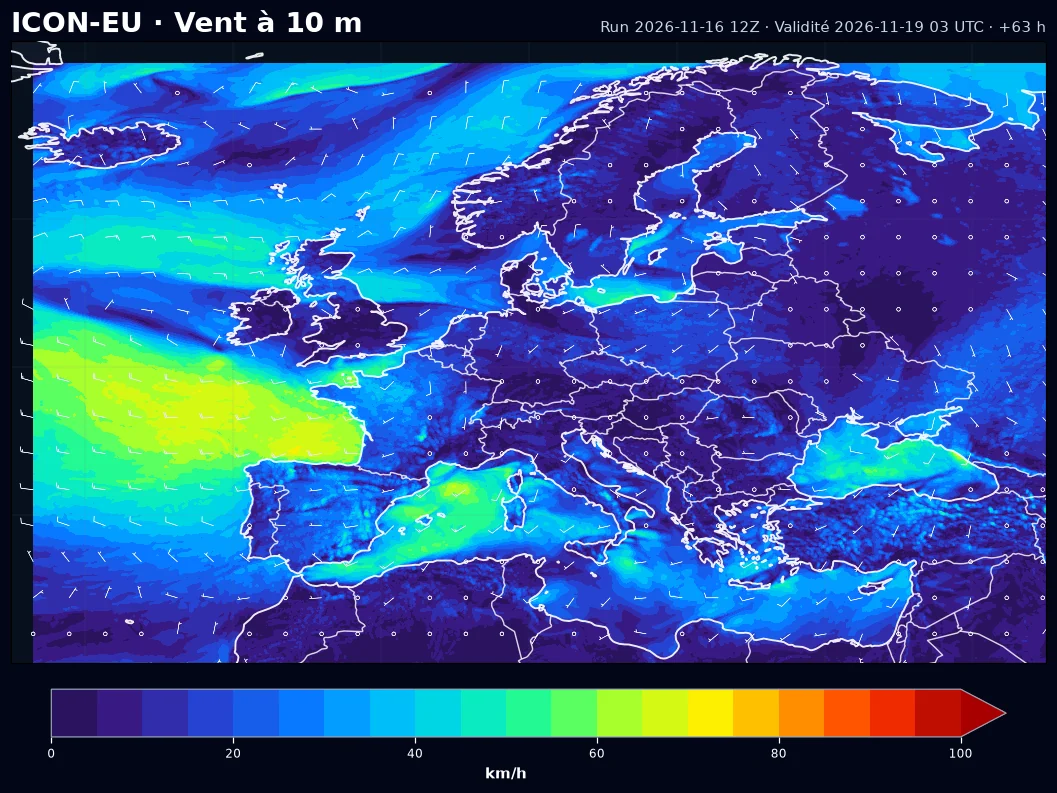 ICON-EU · Vent à 10 m
Run 2026-11-16 12Z · Validité 2026-11-19 03 UTC · +63 h
0 20 40 60 80 100
km/h